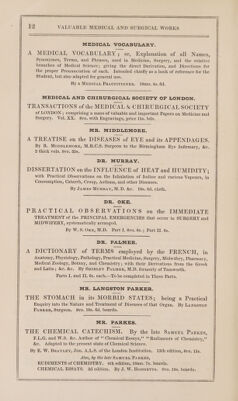 12 VALUABLE MEDICAL AND SURGICAL WORKS
MEDICAL VOCABULARY.
A MEDICAL VOCABULARY; or, Explanation of all Names,
Synonymes, Terms, and Phrases, used in Medicine, Surgery, and the relative
branches of Medical Science; giving the direct Derivation, and Directions for
the proper Pronunciation of each. Intended chiefly as a book of reference for the
Student, but also adapted for general use.
By a MEDICAL PRACTITIONER. 18mo. 4s. 6d.
MEDICAL AND CHIRURGICAL SOCIETY OF LONDON.
TRANSACTIONS of the MEDICAL & CHIRURGICAL SOCIETY
of LONDON; comprising a mass of valuable and important Papers on Medicine and
Surgery. Vol. XX. 8vo. with Engravings, price 15s. bds.
MR. MIDDLEMORE.
A TREATISE on the DISEASES of EYE and its APPENDAGES.
By R. MIDDLEMORE, M.R.C.S. Surgeon to the Birmingham Eye Infirmary, &c.
2 thick vols. 8vo. 35s.
DR. MURRAY.
DISSERTATION on the INFLUENCE of HEAT and HUMIDITY;
with Practical Observations on the Inhalation of Iodine and various Vapours, in
Consumption, Catarrh, Croup, Asthma, and other Diseases.
By JAMES MURRAY, M.D. &c. 10s. 6d. cloth.
DR. OKE.
PRACTICAL OBSERVATIONS on the IMMEDIATE
TREATMENT of the PRINCIPAL EMERGENCIES that occur in SURGERY and
MIDWIFERY, systematically arranged.
By W. S. OKE, M.D. Part I, 8vo. 6s.; Part II. 6s.
DR. PALMER.
A DICTIONARY of TERMS employed by the FRENCH, in
Anatomy, Physiology, Pathology, Practical Medicine, Surgery, Midwifery, Pharmacy,
Medical Zoology, Botany, and Chemistry; with their Derivations from the Greek
and Latin; &c. &c. By SHIRLEY PALMER, M.D. formerly of Tamworth.
Parts I. and II. 6s. each.—To be completed in Three Parts.
MR. LANGSTON PARKER.
THE STOMACH in its MORBID STATES; being a Practical
Enquiry into the Nature and Treatment of Diseases of that Organ. By LANGSTON
PARKER, Surgeon. 8vo. 10s. 6d. boards.
MR. PARKES.
THE CHEMICAL CATECHISM. By the late SAMUEL PARKES,
F.L.G. and W.S. &c. Author of "Chemical Essays," "Rudiments of Chemistry,"
&c. Adapted to the present state of Chemical Science.
By E. W. BRAYLEY, Jun. A.L.S. of the London Institution. 13th edition, 8vo. 15s.
Also, by the late SAMUEL PARKES,
RUDIMENTS of CHEMISTRY. 4th edition, 18mo. 7s. boards.
CHEMICAL ESSAYS. 3d edition. By J. W. HODGETTS. 8vo. 15s. boards.